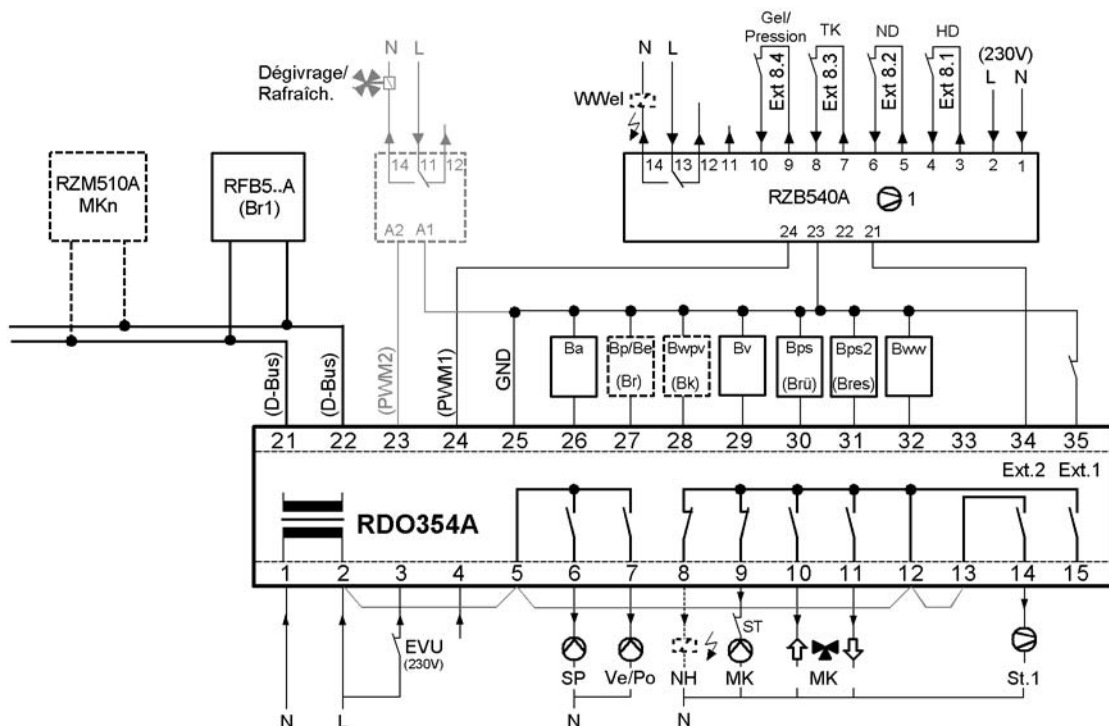 Gel/ TK ND HD
Pression
N L
N L
(230V)
L N
Dégivrage/
Rafraîch.
WWel
Ext 8.4
Ext 8.3
Ext 8.2
Ext 8.1
14 11 12
A2 A1
14 13 12 11 10 9 8 7 6 5 4 3 2 1
RZB540A 1
24 23 22 21
RZM510A
MKn
RFB5..A
(Br1)
(D-Bus)
(D-Bus)
(PWM2)
(PWM1)
GND
Ba
Bp/Be
(Br)
Bwpv
(Bk)
Bv
Bps
(Brü)
Bps2
(Bres)
Bww
21 22 23 24 25 26 27 28 29 30 31 32 33 34 35
Ext.2 Ext.1
RDO354A
1 2 3 4 5 6 7 8 9 10 11 12 13 14 15
EVU
(230V)
ST
SP Ve/Po NH MK MK St.1
N L N N